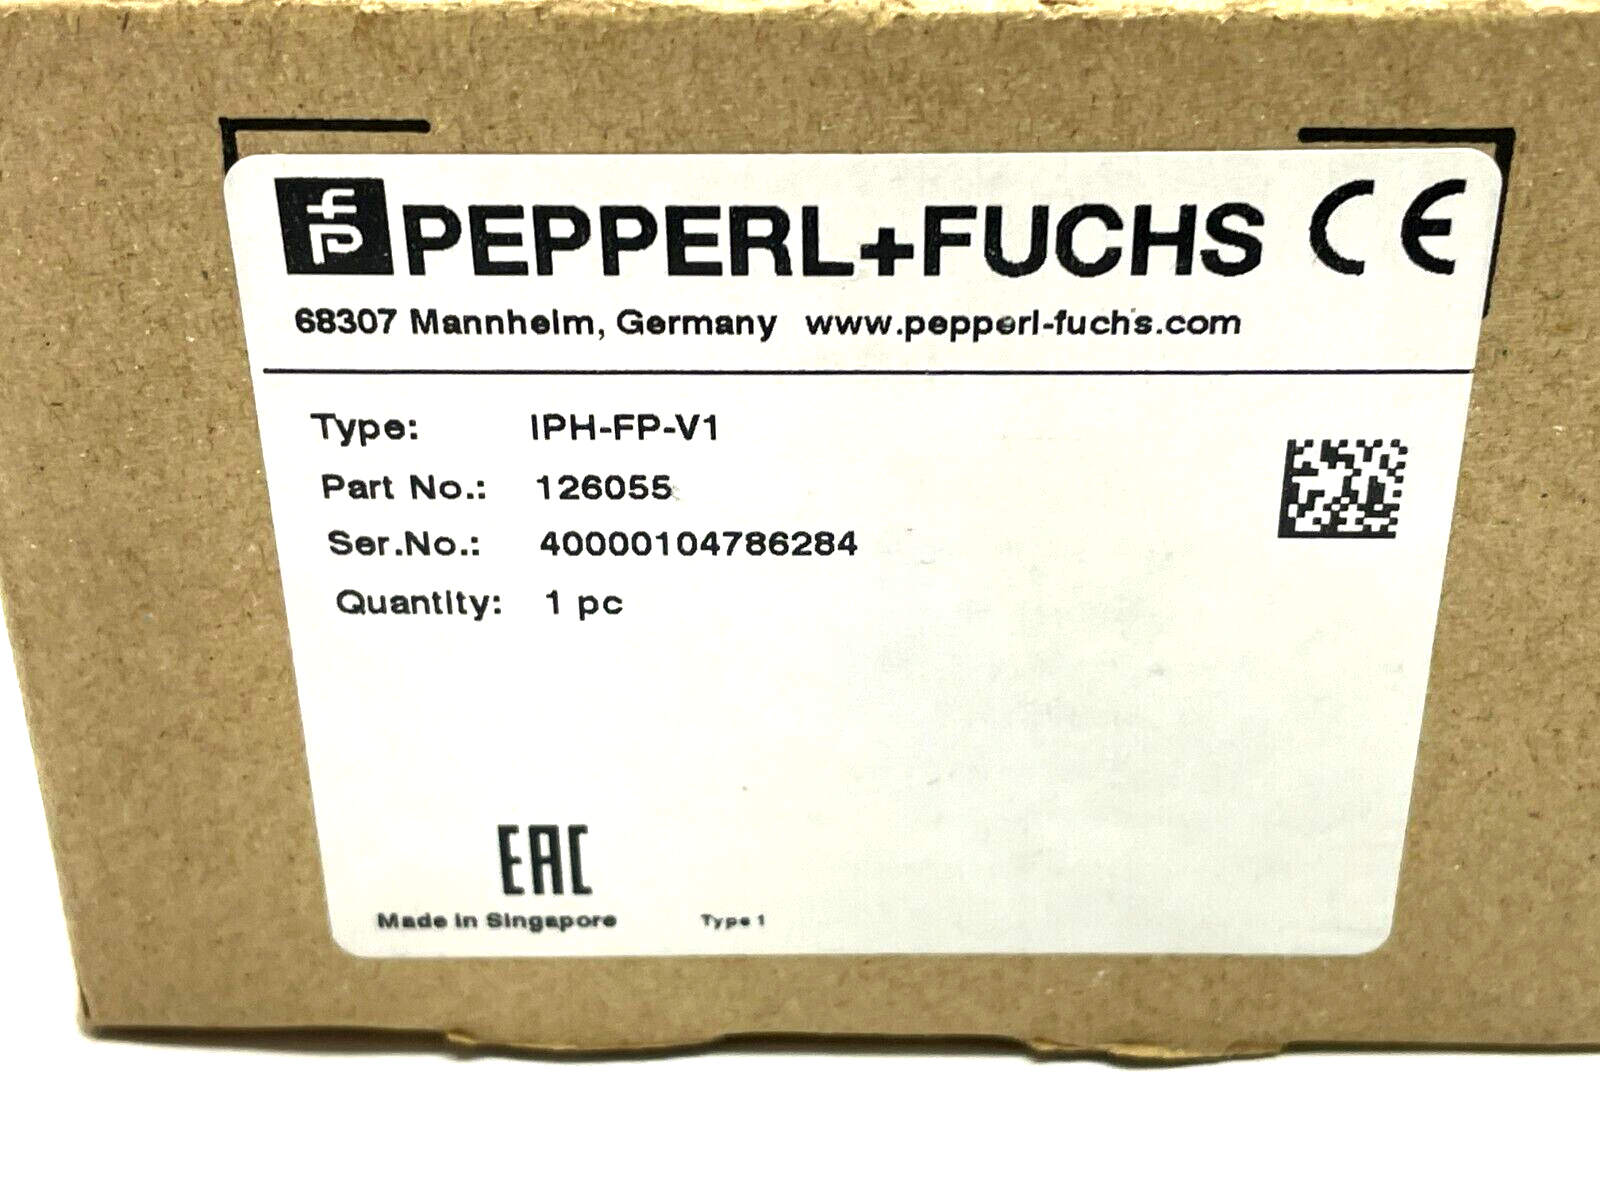 PEPPERL+FUCHS CE
68307 Mannheim, Germany www.pepperl-fuchs.com
Type: IPH-FP-V1
Part No.: 126055
Ser.No.: 40000104786284
Quantity: 1 pc
EAC
Made in Singapore Type 1